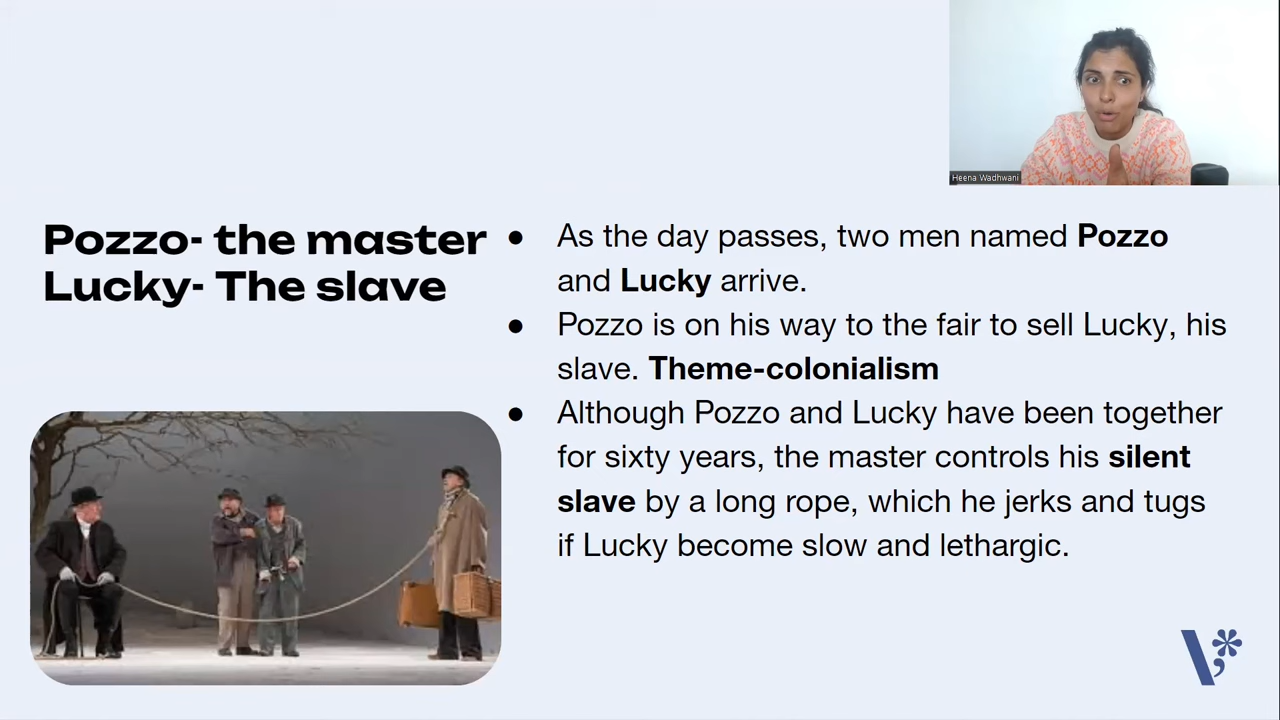 Heena Wadhwani
Pozzo- the master
Lucky- The slave
● As the day passes, two men named Pozzo
and Lucky arrive.
● Pozzo is on his way to the fair to sell Lucky, his
slave. Theme-colonialism
● Although Pozzo and Lucky have been together
for sixty years, the master controls his silent
slave by a long rope, which he jerks and tugs
if Lucky become slow and lethargic.